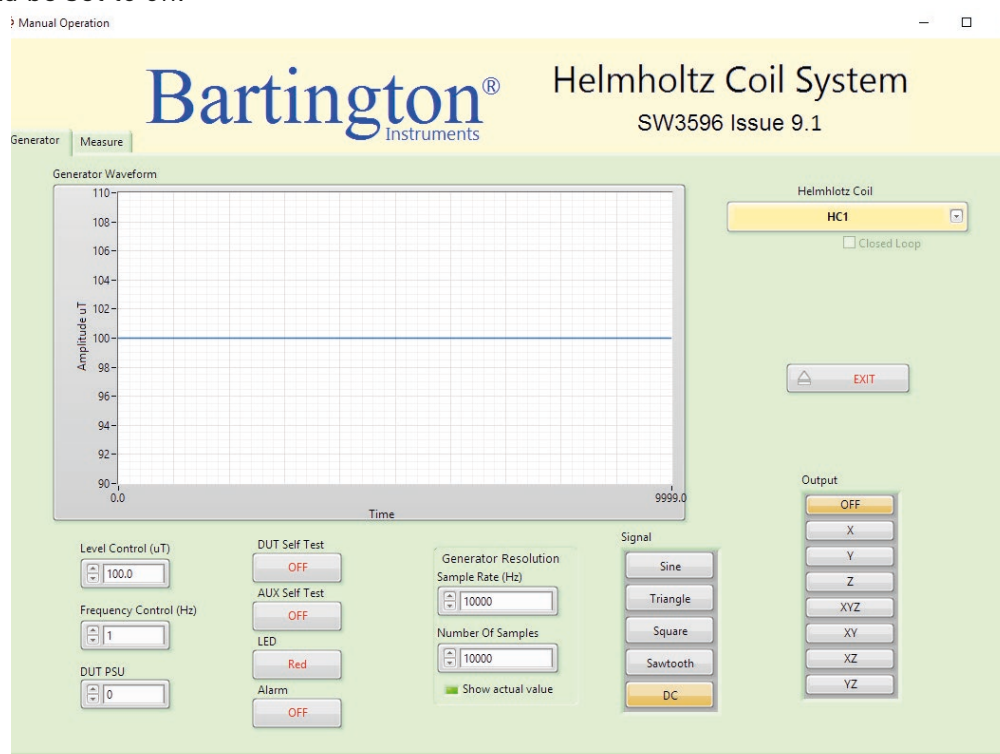 Manual Operation
Bartington®
Instruments
Helmholtz Coil System
SW3596 Issue 9.1
Generator
Measure
Generator Waveform
110
108
106
104
102
100
98
96
94
92
90
Amplitude uT
0.0
9999.0
Time
Helmhlotz Coil
HC1
Closed Loop
EXIT
Output
OFF
X
Y
Z
XYZ
XY
XZ
YZ
Level Control (uT)
100.0
Frequency Control (Hz)
1
DUT PSU
0
DUT Self Test
OFF
AUX Self Test
OFF
LED
Red
Alarm
OFF
Generator Resolution
Sample Rate (Hz)
10000
Number Of Samples
10000
Show actual value
Signal
Sine
Triangle
Square
Sawtooth
DC